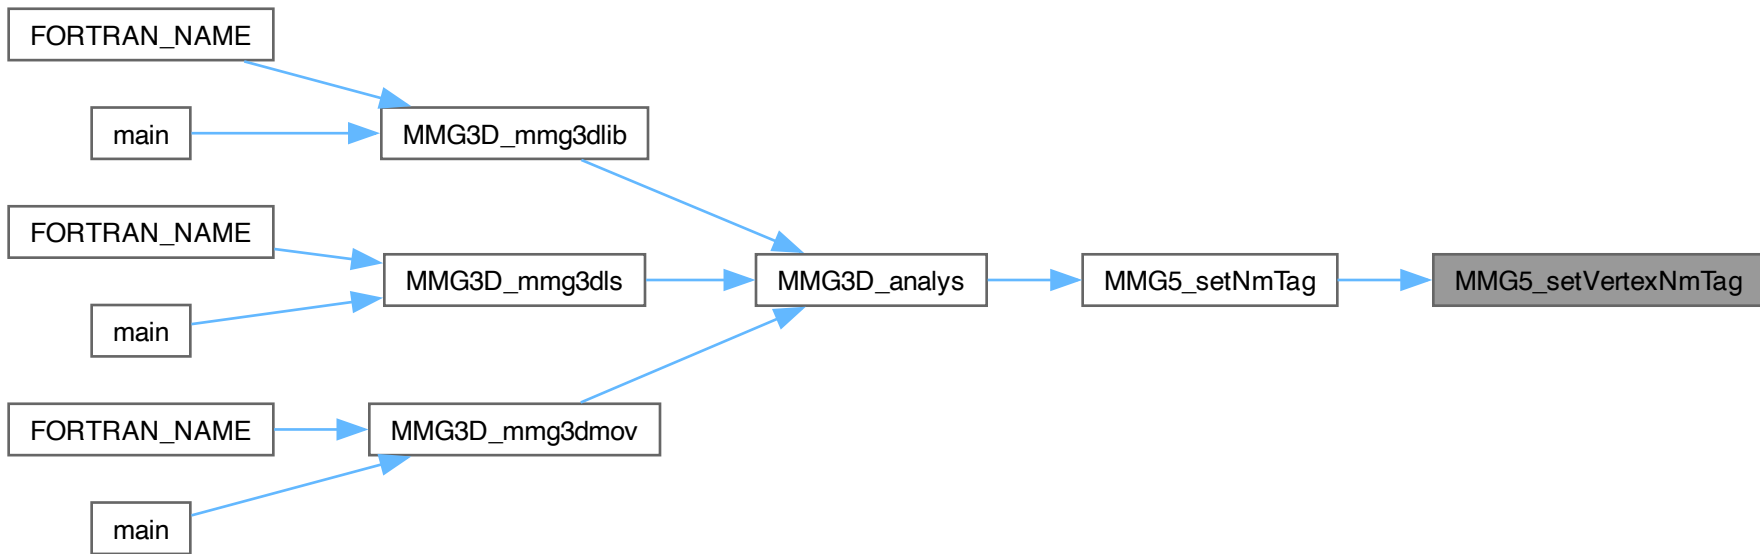 FORTRAN_NAME
main
MMG3D_mmg3dlib
FORTRAN_NAME
main
MMG3D_mmg3dls
MMG3D_analys
MMG5_setNmTag
MMG5_setVertexNmTag
FORTRAN_NAME
MMG3D_mmg3dmov
main